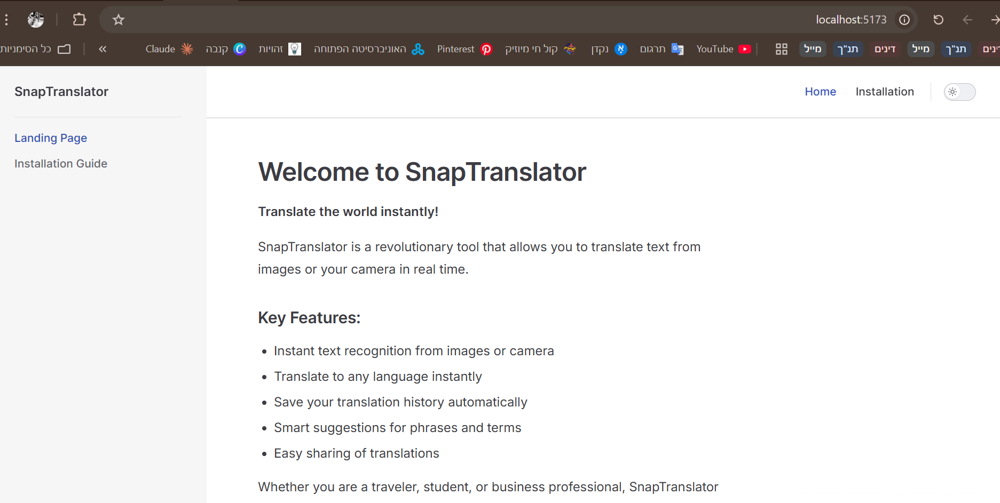 localhost:5173
כל הסימניות
Claude
קנבה
זהויות
האוניברסיטה הפתוחה
Pinterest
קול חי מיוזיק
נקדן
תרגום
YouTube
מייל
תנ"ך
דינים
מייל
תנ"ך
SnapTranslator
Home
Installation
Landing Page
Installation Guide
Welcome to SnapTranslator
Translate the world instantly!
SnapTranslator is a revolutionary tool that allows you to translate text from
images or your camera in real time.
Key Features:
Instant text recognition from images or camera
Translate to any language instantly
Save your translation history automatically
Smart suggestions for phrases and terms
Easy sharing of translations
Whether you are a traveler, student, or business professional, SnapTranslator